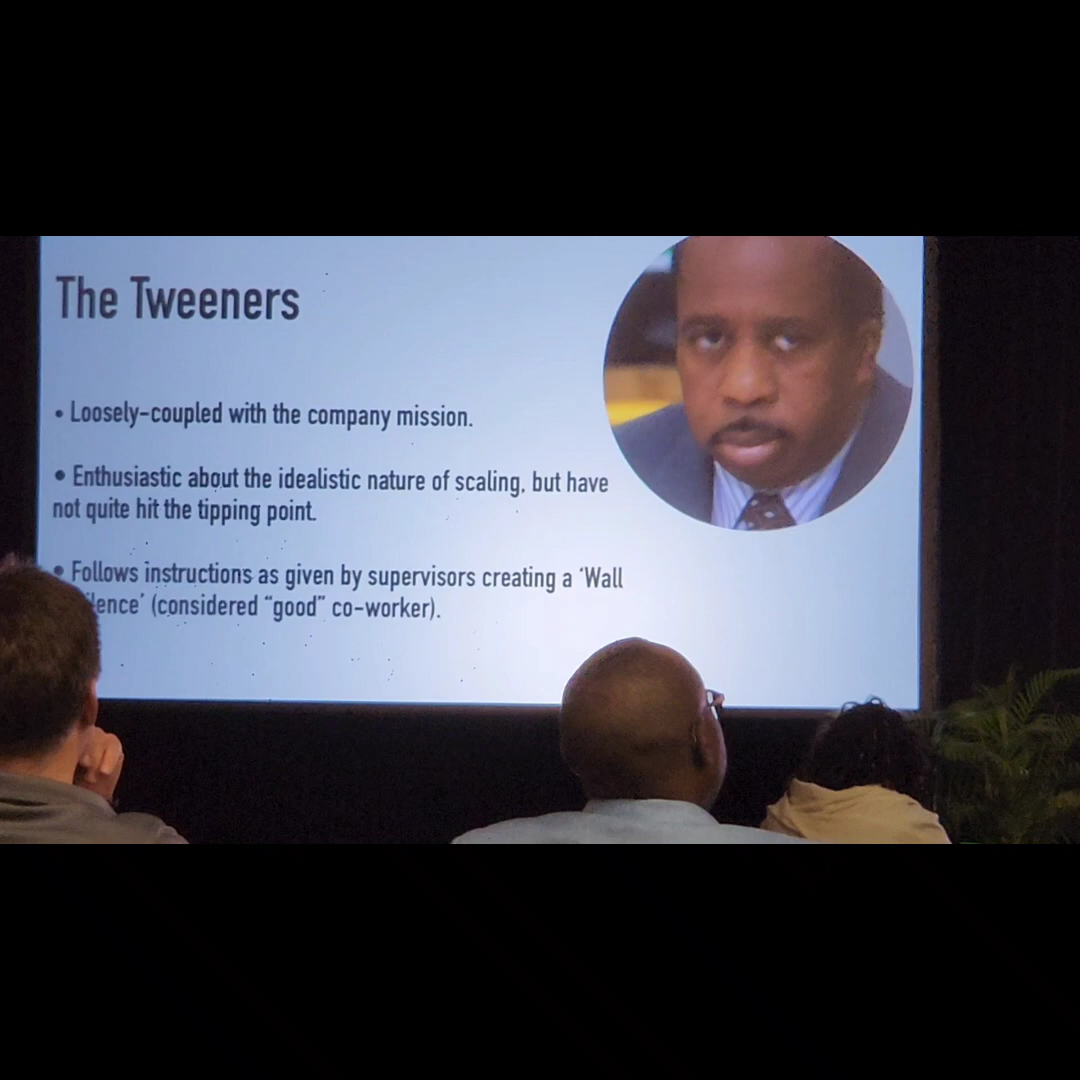 The Tweeners
• Loosely-coupled with the company mission.
• Enthusiastic about the idealistic nature of scaling, but have
not quite hit the tipping point.
• Follows instructions as given by supervisors creating a ‘Wall
(considered “good” co-worker).